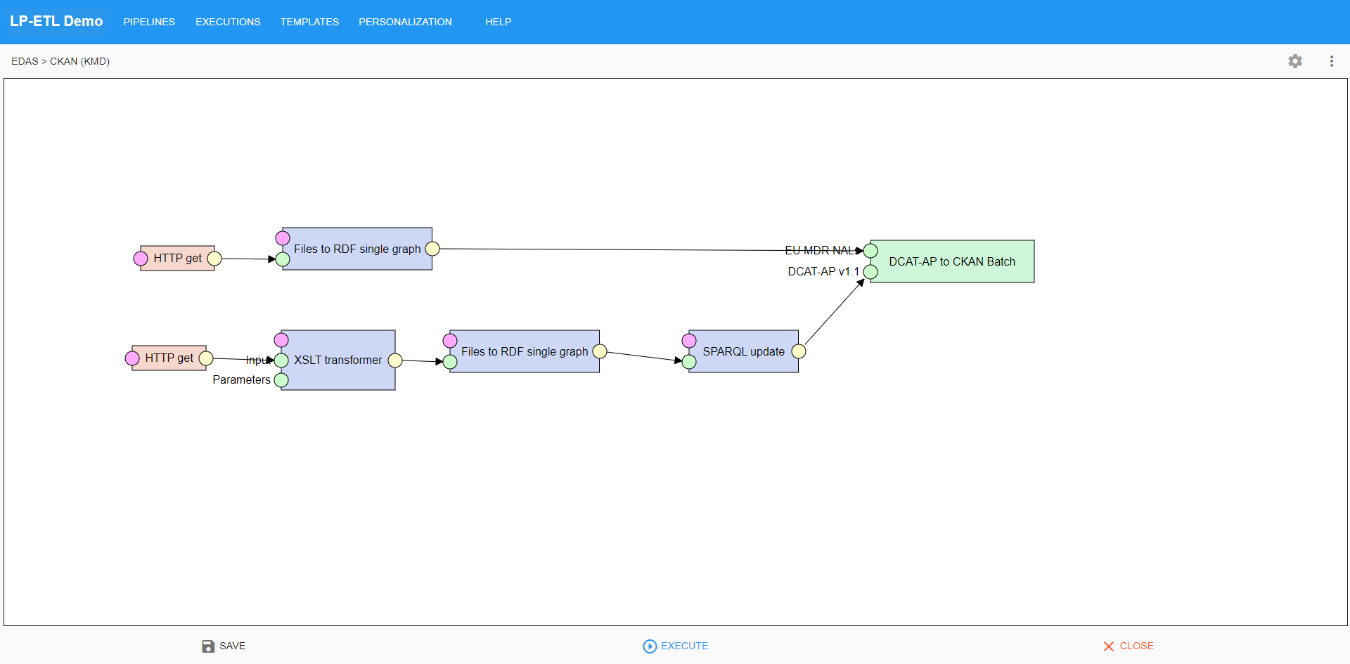 LP-ETL Demo PIPELINES EXECUTIONS TEMPLATES PERSONALIZATION HELP
EDAS > CKAN (KMD)
HTTP get
Files to RDF single graph
EU MDR NALs
DCAT-AP v1.1
DCAT-AP to CKAN Batch
HTTP get
Input
Parameters
XSLT transformer
Files to RDF single graph
SPARQL update
SAVE EXECUTE CLOSE